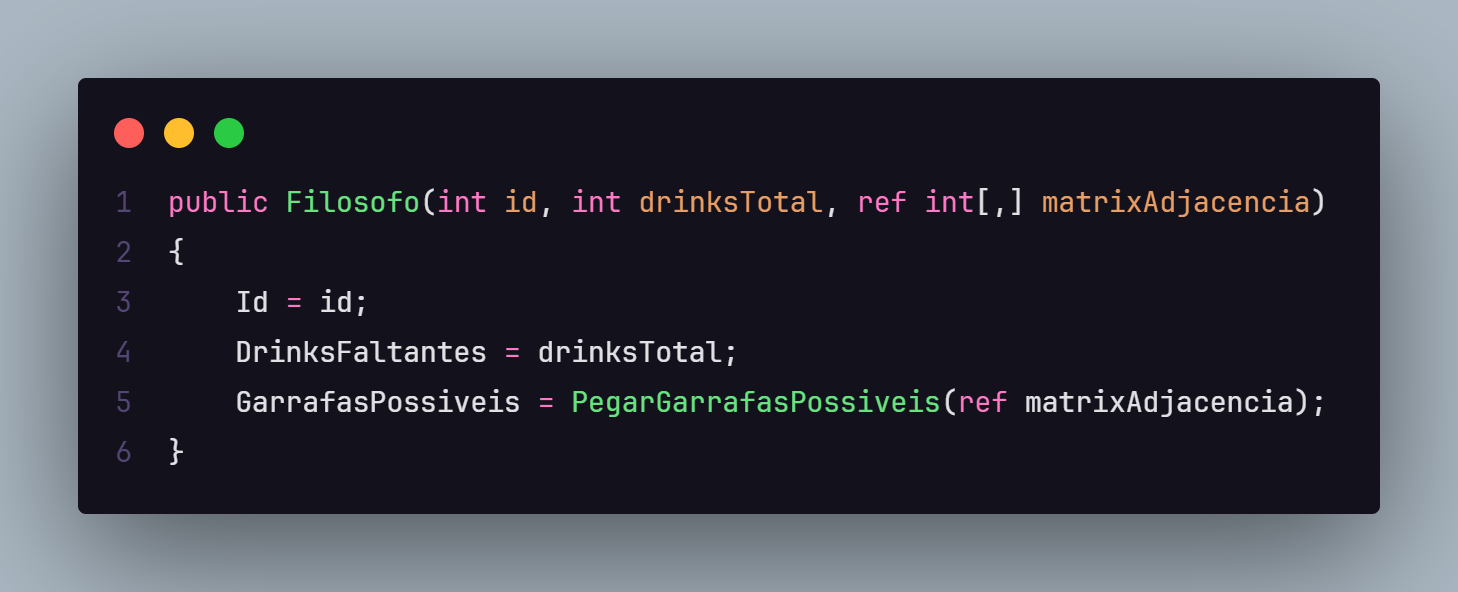 1 public Filosofo(int id, int drinksTotal, ref int[,] matrixAdjacencia)
2 {
3     Id = id;
4     DrinksFaltantes = drinksTotal;
5     GarrafasPossiveis = PegarGarrafasPossiveis(ref matrixAdjacencia);
6 }